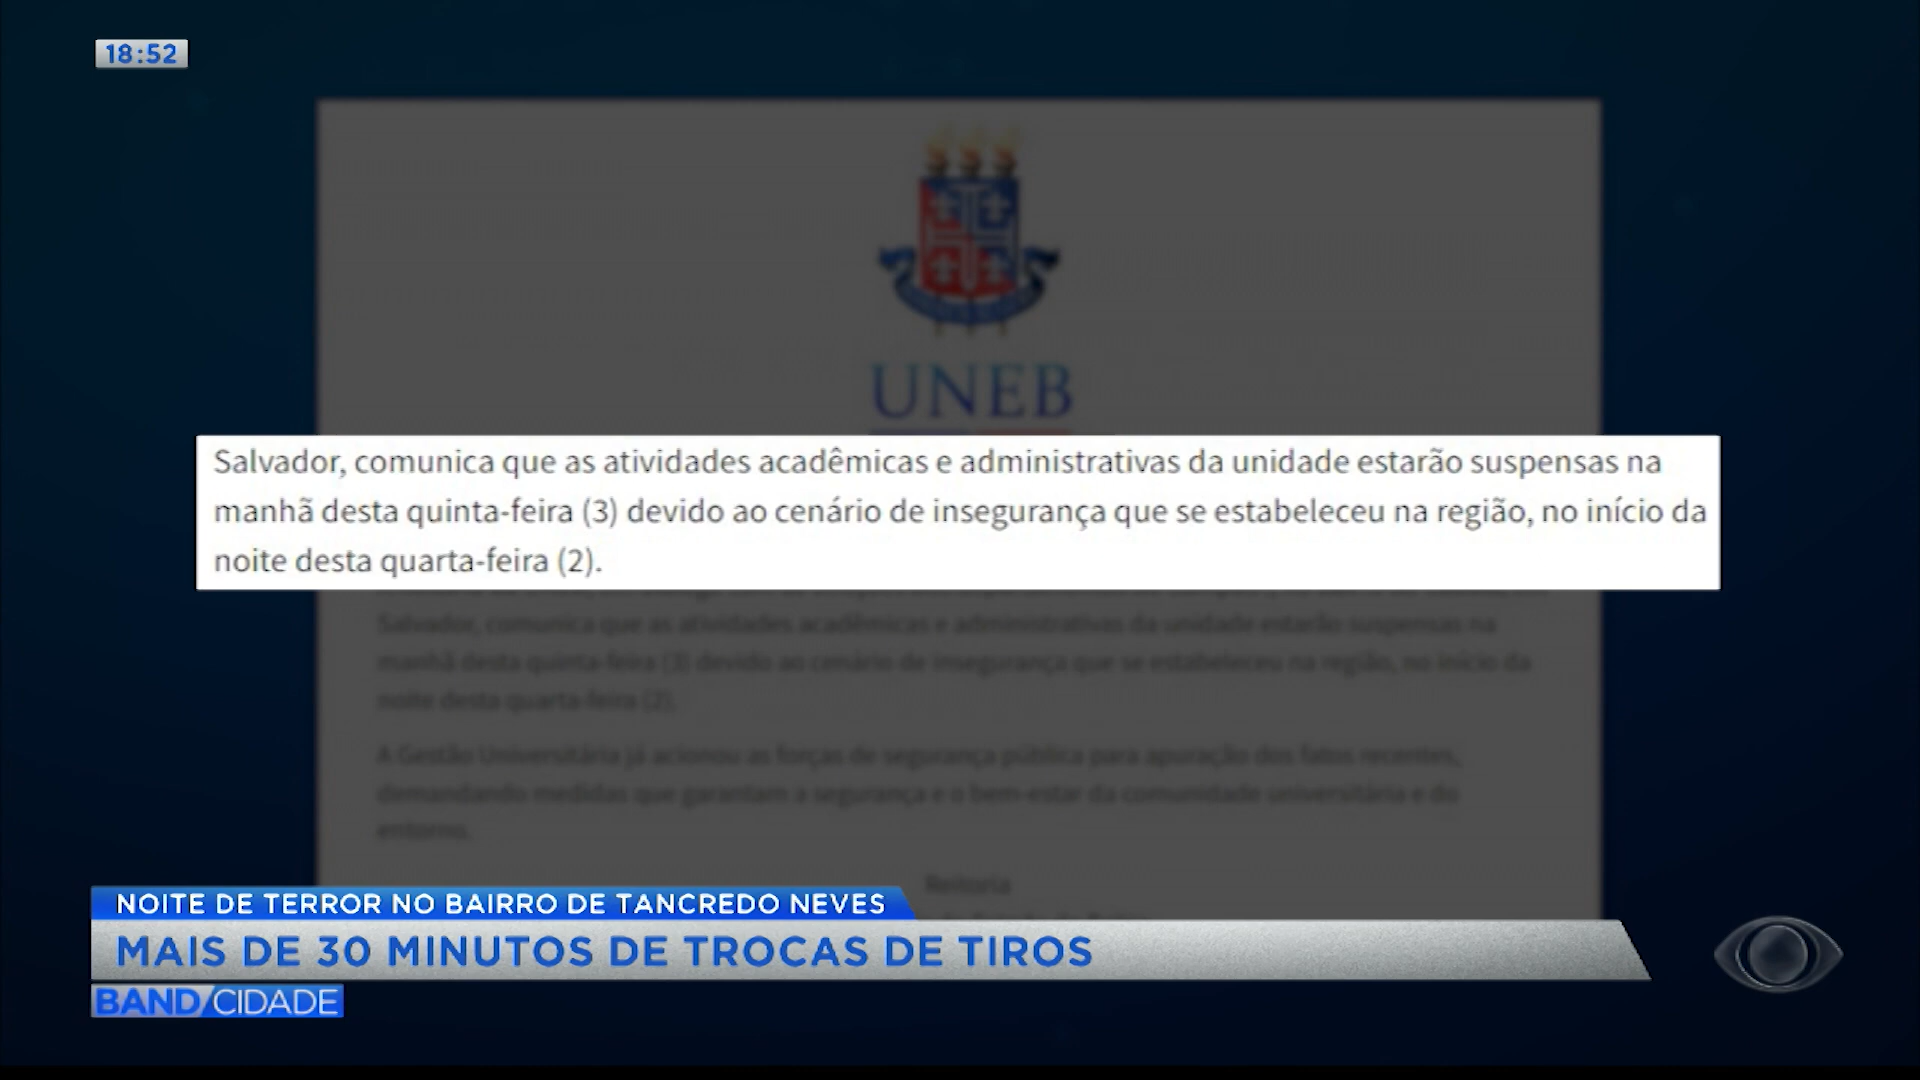 18:52
UNEB
Salvador, comunica que as atividades acadêmicas e administrativas da unidade estarão suspensas na
manhã desta quinta-feira (3) devido ao cenário de insegurança que se estabeleceu na região, no início da
noite desta quarta-feira (2).
Salvador, comunica que as atividades acadêmicas e administrativas da unidade estarão suspensas na
manhã desta quinta-feira (3) devido ao cenário de insegurança que se estabeleceu na região, no início da
noite desta quarta-feira (2).
A Gestão Universitária já acionou as forças de segurança pública para apuração dos fatos recentes,
demandando medidas que garantam a segurança e o bem-estar da comunidade universitária e do
entorno.
Reitoria
NOITE DE TERROR NO BAIRRO DE TANCREDO NEVES
MAIS DE 30 MINUTOS DE TROCAS DE TIROS
BAND/CIDADE